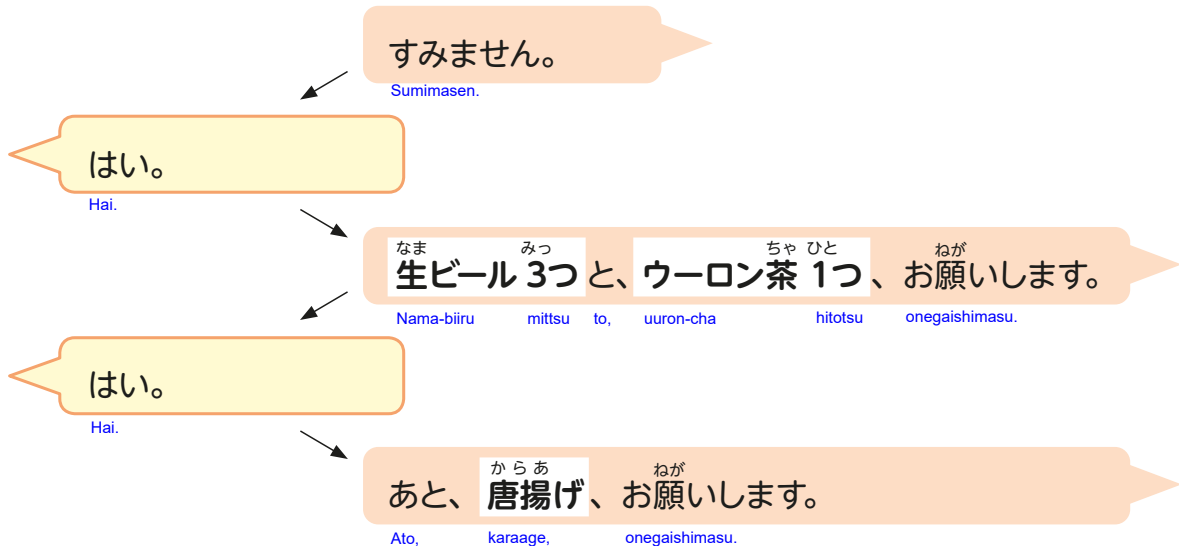 すみません。
Sumimasen.
はい。
Hai.
なま みっ ちゃ ひと ねが
生ビール 3つ と、 ウーロン茶 1つ 、お願いします。
Nama-biiru mittsu to, uuron-cha hitotsu onegaishimasu.
はい。
Hai.
からあ ねが
あと、 唐揚げ 、お願いします。
Ato, karaage, onegaishimasu.